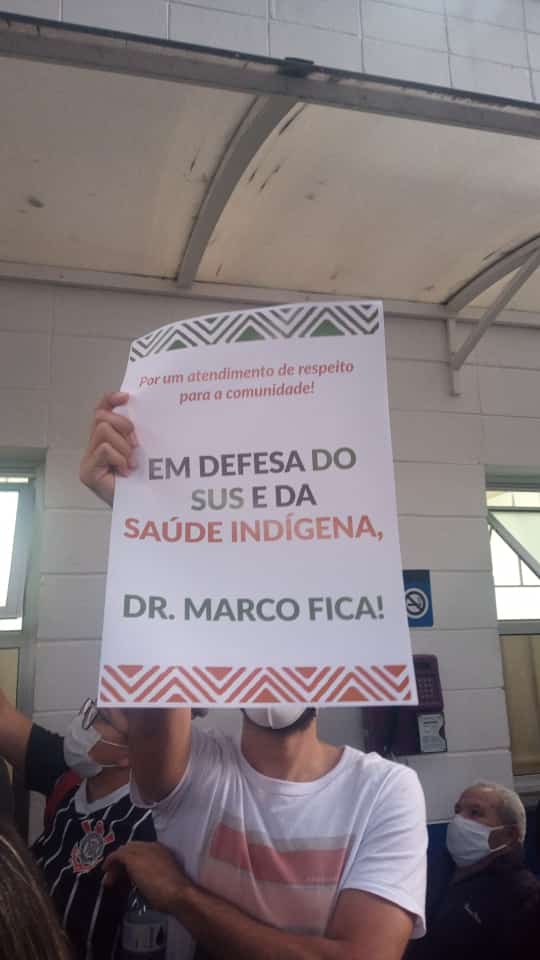 Por um atendimento de respeito
para a comunidade!
EM DEFESA DO
SUS E DA
SAÚDE INDÍGENA,
DR. MARCO FICA!